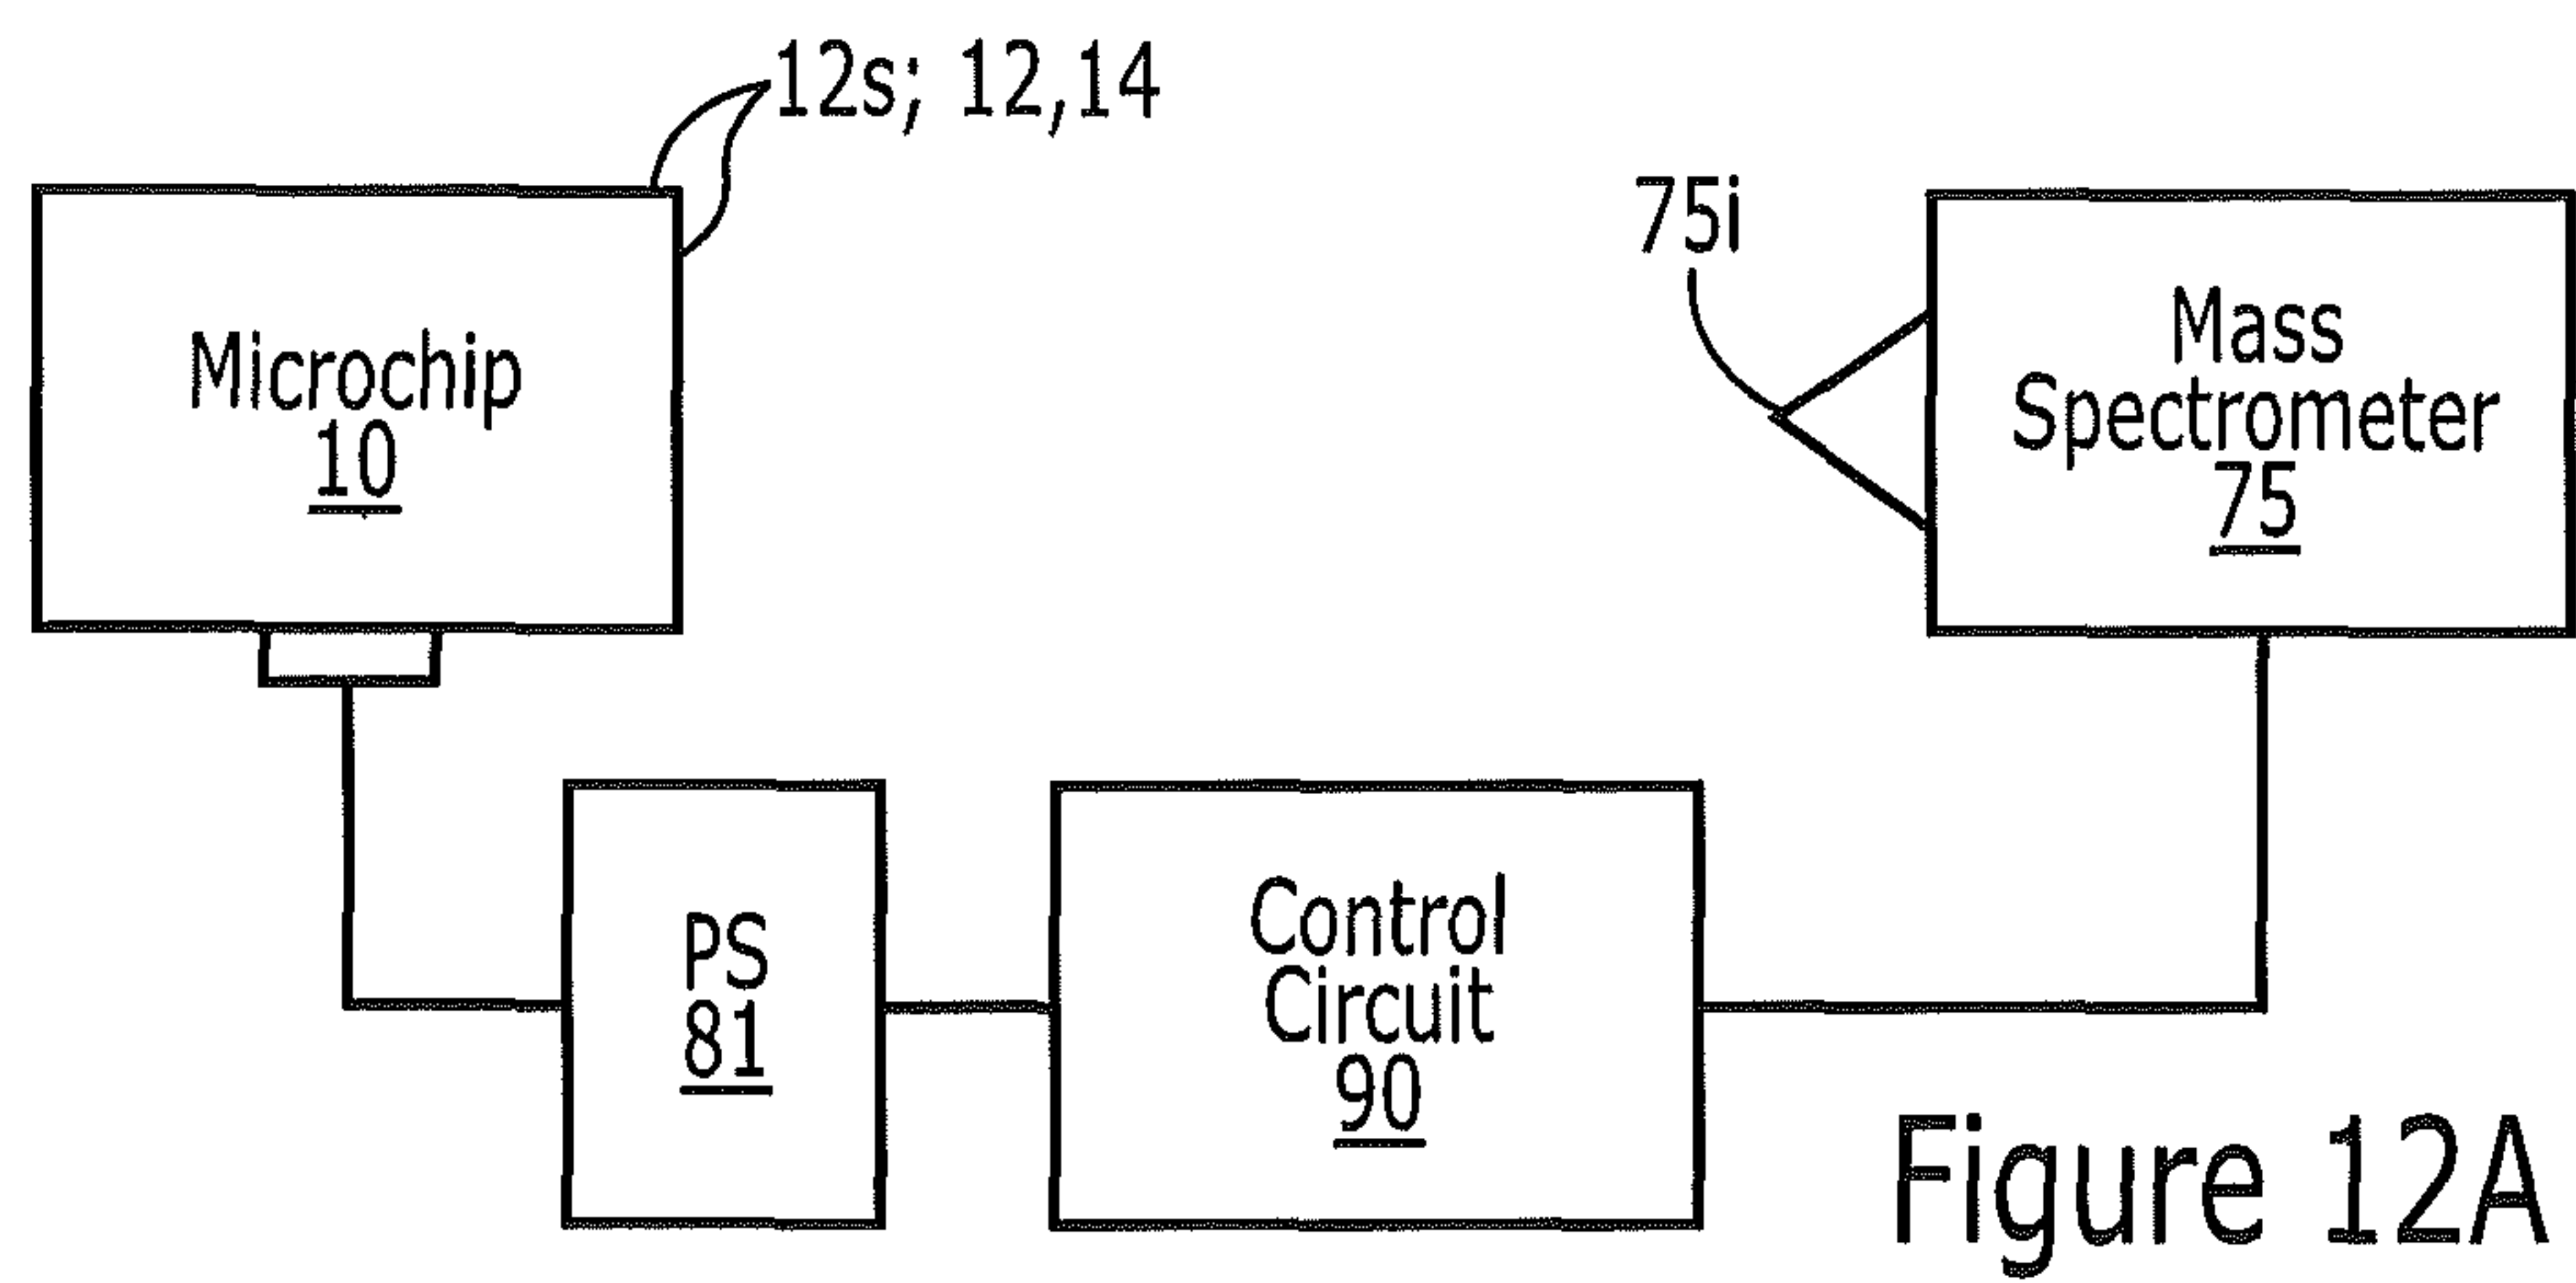 12s; 12,14
75i
Microchip
10
Mass
Spectrometer
75
PS
81
Control
Circuit
90
Figure 12A